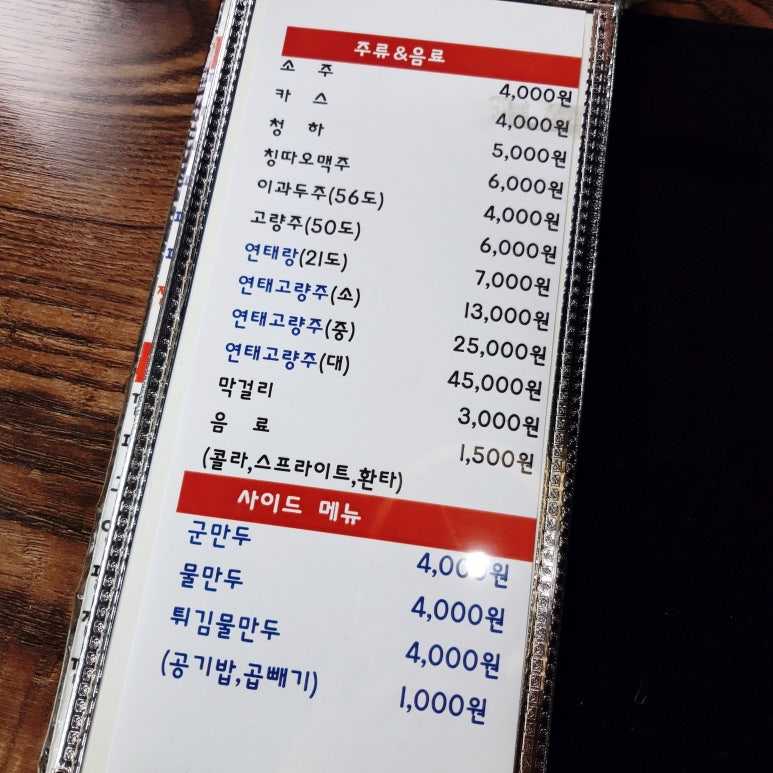 주류&음료
소 주 4,000원
카 스 4,000원
청 하 5,000원
칭따오맥주 6,000원
이과두주(56도) 4,000원
고량주(50도) 6,000원
연태랑(21도) 7,000원
연태고량주(소) 13,000원
연태고량주(중) 25,000원
연태고량주(대) 45,000원
막걸리 3,000원
음 료 1,500원
(콜라,스프라이트,환타)
사이드 메뉴
군만두 4,000원
물만두 4,000원
튀김물만두 4,000원
(공기밥,곱빼기) 1,000원